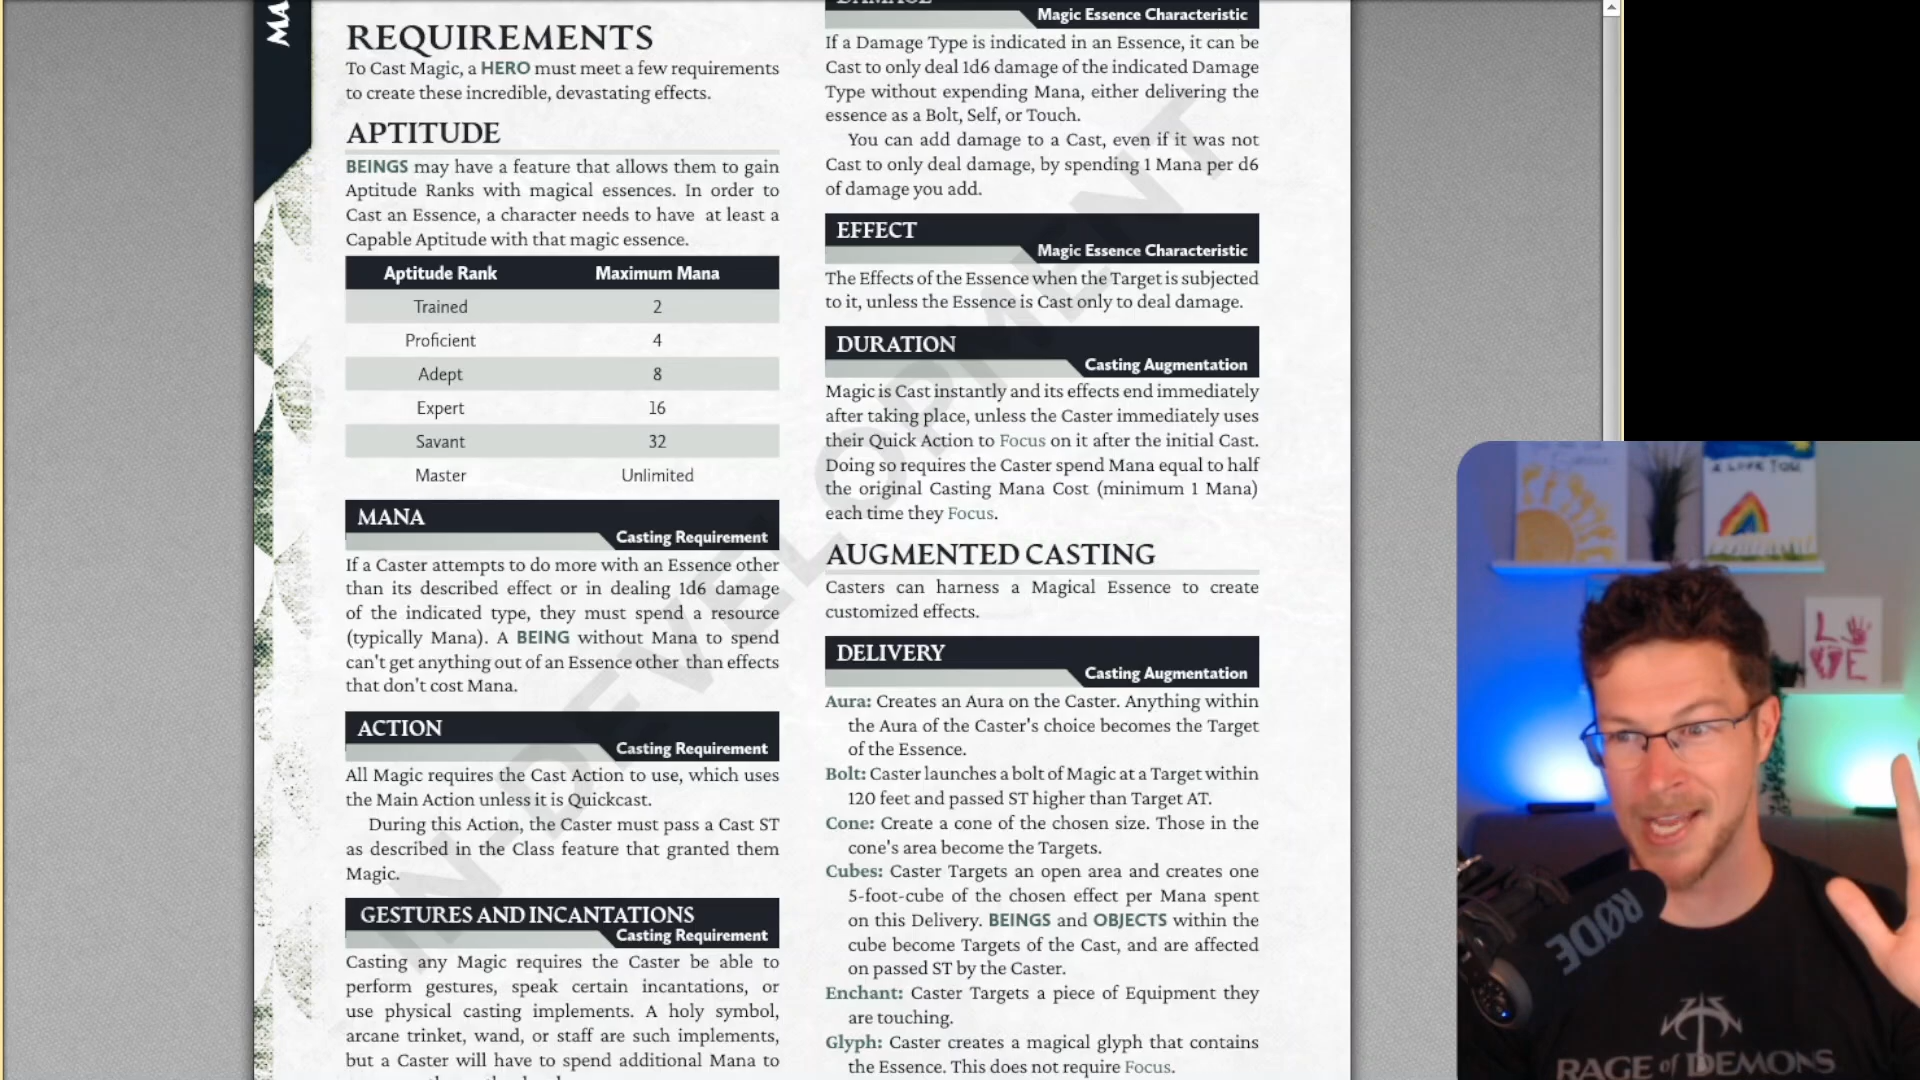 MA
REQUIREMENTS
To Cast Magic, a HERO must meet a few requirements
to create these incredible, devastating effects.
APTITUDE
BEINGS may have a feature that allows them to gain
Aptitude Ranks with magical essences. In order to
Cast an Essence, a character needs to have at least a
Capable Aptitude with that magic essence.
Aptitude Rank Maximum Mana
Trained 2
Proficient 4
Adept 8
Expert 16
Savant 32
Master Unlimited
MANA
Casting Requirement
If a Caster attempts to do more with an Essence other
than its described effect or in dealing 1d6 damage
of the indicated type, they must spend a resource
(typically Mana). A BEING without Mana to spend
can't get anything out of an Essence other than effects
that don't cost Mana.
ACTION
Casting Requirement
All Magic requires the Cast Action to use, which uses
the Main Action unless it is Quickcast.
During this Action, the Caster must pass a Cast ST
as described in the Class feature that granted them
Magic.
GESTURES AND INCANTATIONS
Casting Requirement
Casting any Magic requires the Caster be able to
perform gestures, speak certain incantations, or
use physical casting implements. A holy symbol,
arcane trinket, wand, or staff are such implements,
but a Caster will have to spend additional Mana to
DAMAGE
Magic Essence Characteristic
If a Damage Type is indicated in an Essence, it can be
Cast to only deal 1d6 damage of the indicated Damage
Type without expending Mana, either delivering the
essence as a Bolt, Self, or Touch.
You can add damage to a Cast, even if it was not
Cast to only deal damage, by spending 1 Mana per d6
of damage you add.
EFFECT
Magic Essence Characteristic
The Effects of the Essence when the Target is subjected
to it, unless the Essence is Cast only to deal damage.
DURATION
Casting Augmentation
Magic is Cast instantly and its effects end immediately
after taking place, unless the Caster immediately uses
their Quick Action to Focus on it after the initial Cast.
Doing so requires the Caster spend Mana equal to half
the original Casting Mana Cost (minimum 1 Mana)
each time they Focus.
AUGMENTED CASTING
Casters can harness a Magical Essence to create
customized effects.
DELIVERY
Casting Augmentation
Aura: Creates an Aura on the Caster. Anything within
the Aura of the Caster's choice becomes the Target
of the Essence.
Bolt: Caster launches a bolt of Magic at a Target within
120 feet and passed ST higher than Target AT.
Cone: Create a cone of the chosen size. Those in the
cone's area become the Targets.
Cubes: Caster Targets an open area and creates one
5-foot-cube of the chosen effect per Mana spent
on this Delivery. BEINGS and OBJECTS within the
cube become Targets of the Cast, and are affected
on passed ST by the Caster.
Enchant: Caster Targets a piece of Equipment they
are touching.
Glyph: Caster creates a magical glyph that contains
the Essence. This does not require Focus.
IN-DEVELOPMENT
I LOVE YOU
LOVE
RØDE
RAGE of DEMONS